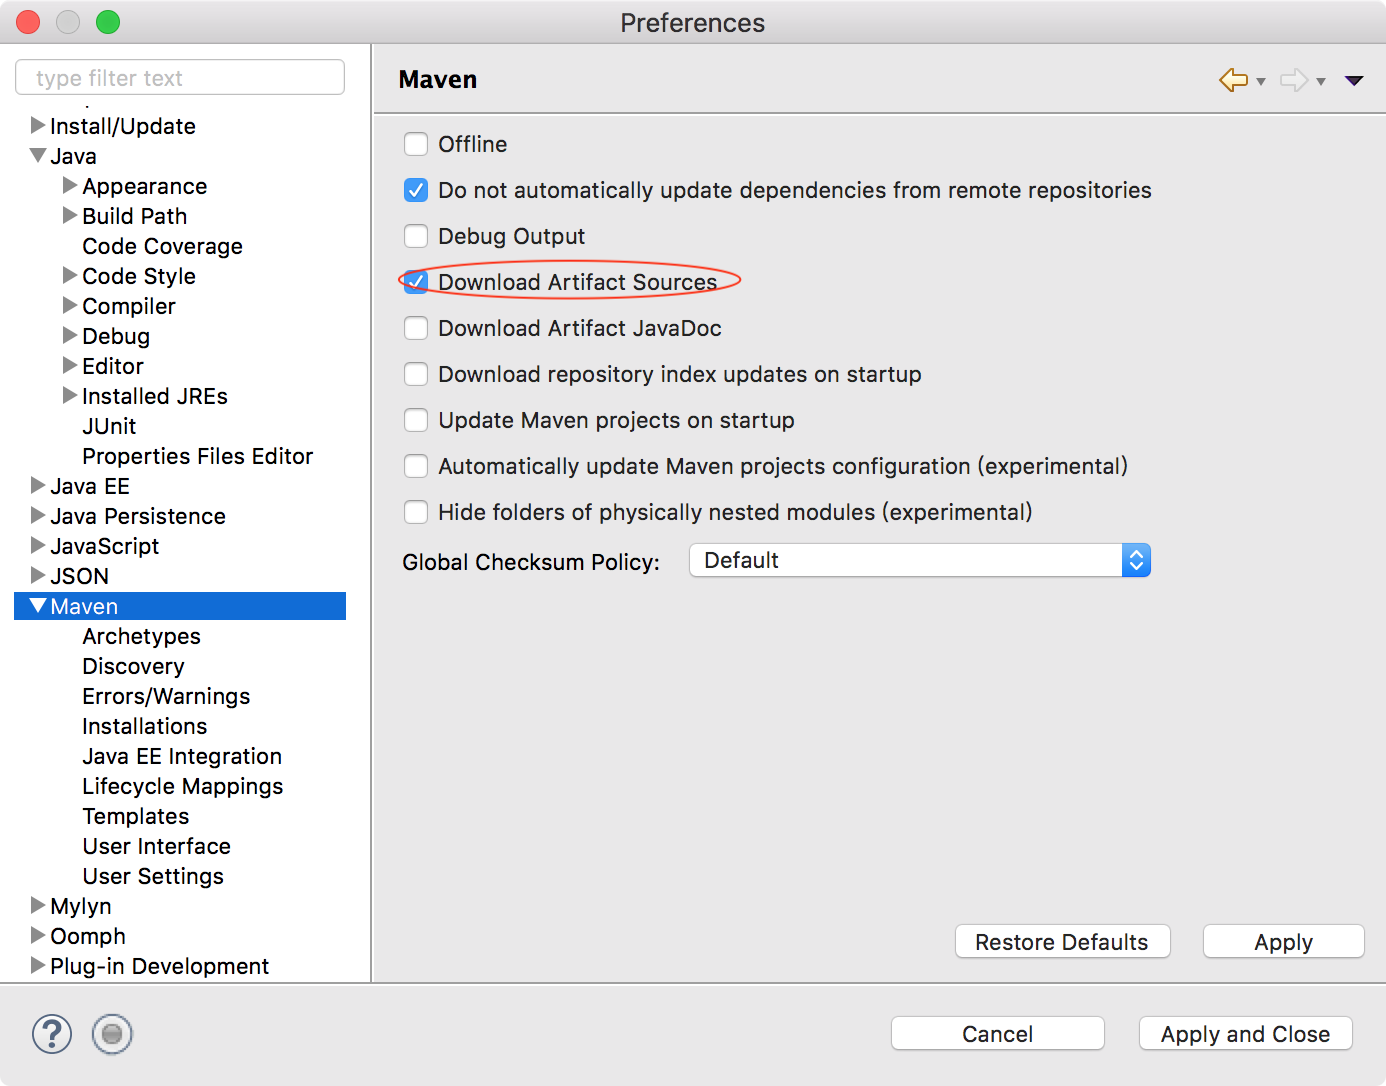 Preferences
type filter text
Install/Update
Java
Appearance
Build Path
Code Coverage
Code Style
Compiler
Debug
Editor
Installed JREs
JUnit
Properties Files Editor
Java EE
Java Persistence
JavaScript
JSON
Maven
Archetypes
Discovery
Errors/Warnings
Installations
Java EE Integration
Lifecycle Mappings
Templates
User Interface
User Settings
Mylyn
Oomph
Plug-in Development
Maven
Offline
Do not automatically update dependencies from remote repositories
Debug Output
Download Artifact Sources
Download Artifact JavaDoc
Download repository index updates on startup
Update Maven projects on startup
Automatically update Maven projects configuration (experimental)
Hide folders of physically nested modules (experimental)
Global Checksum Policy: Default
Restore Defaults Apply
? Cancel Apply and Close